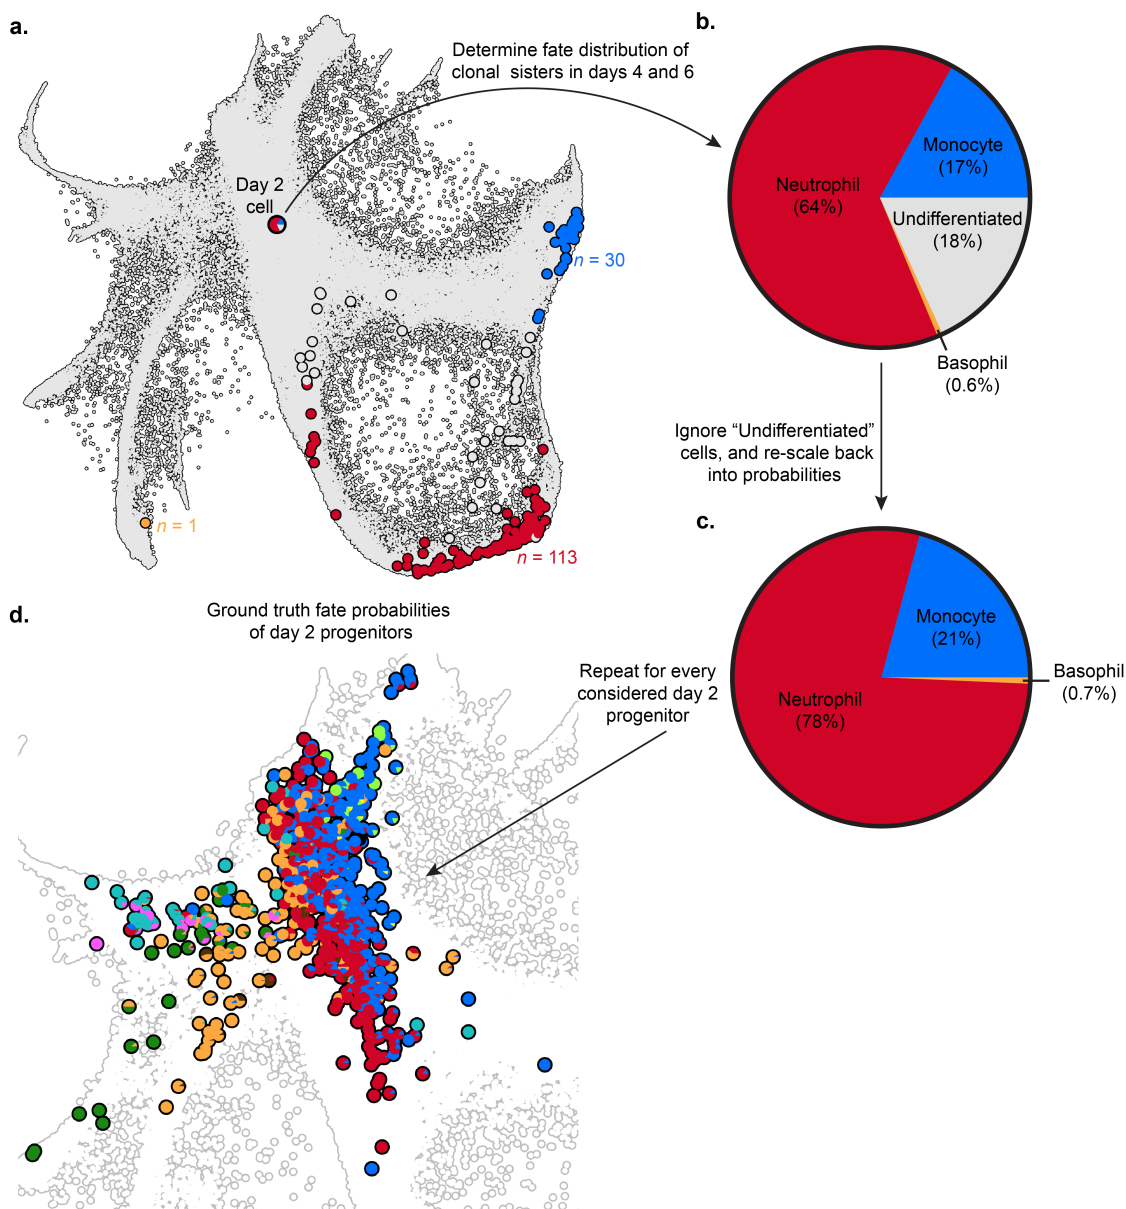 a.
Determine fate distribution of
clonal sisters in days 4 and 6
Day 2
cell
n = 30
n = 1
n = 113
b.
Monocyte
(17%)
Neutrophil
(64%)
Undifferentiated
(18%)
Basophil
(0.6%)
Ignore “Undifferentiated”
cells, and re-scale back
into probabilities
c.
Monocyte
(21%)
Basophil
(0.7%)
Neutrophil
(78%)
Repeat for every
considered day 2
progenitor
d.
Ground truth fate probabilities
of day 2 progenitors